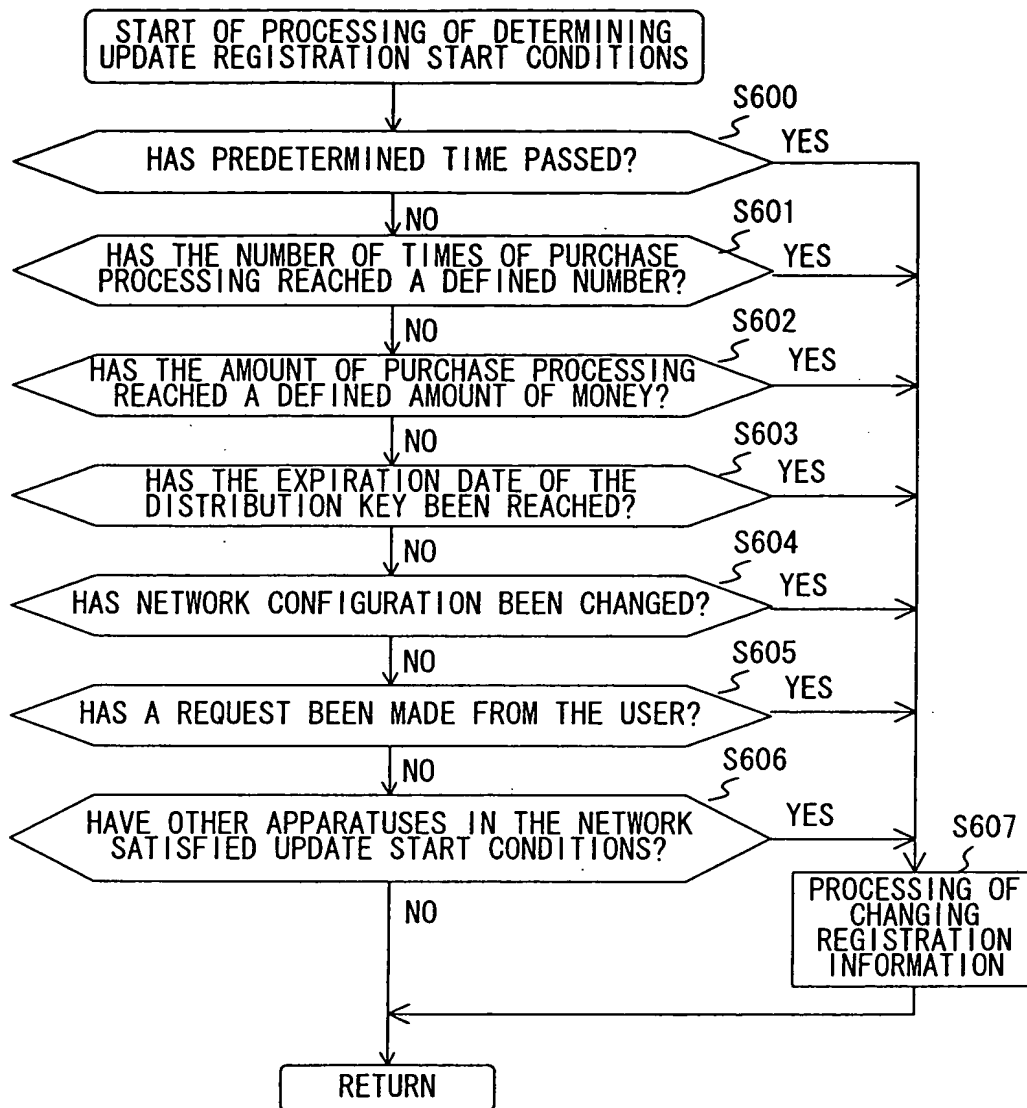 START OF PROCESSING OF DETERMINING
UPDATE REGISTRATION START CONDITIONS
S600
HAS PREDETERMINED TIME PASSED?
YES
NO
S601
HAS THE NUMBER OF TIMES OF PURCHASE
PROCESSING REACHED A DEFINED NUMBER?
YES
NO
S602
HAS THE AMOUNT OF PURCHASE PROCESSING
REACHED A DEFINED AMOUNT OF MONEY?
YES
NO
S603
HAS THE EXPIRATION DATE OF THE
DISTRIBUTION KEY BEEN REACHED?
YES
NO
S604
HAS NETWORK CONFIGURATION BEEN CHANGED?
YES
NO
S605
HAS A REQUEST BEEN MADE FROM THE USER?
YES
NO
S606
HAVE OTHER APPARATUSES IN THE NETWORK
SATISFIED UPDATE START CONDITIONS?
YES
NO
S607
PROCESSING OF
CHANGING
REGISTRATION
INFORMATION
RETURN